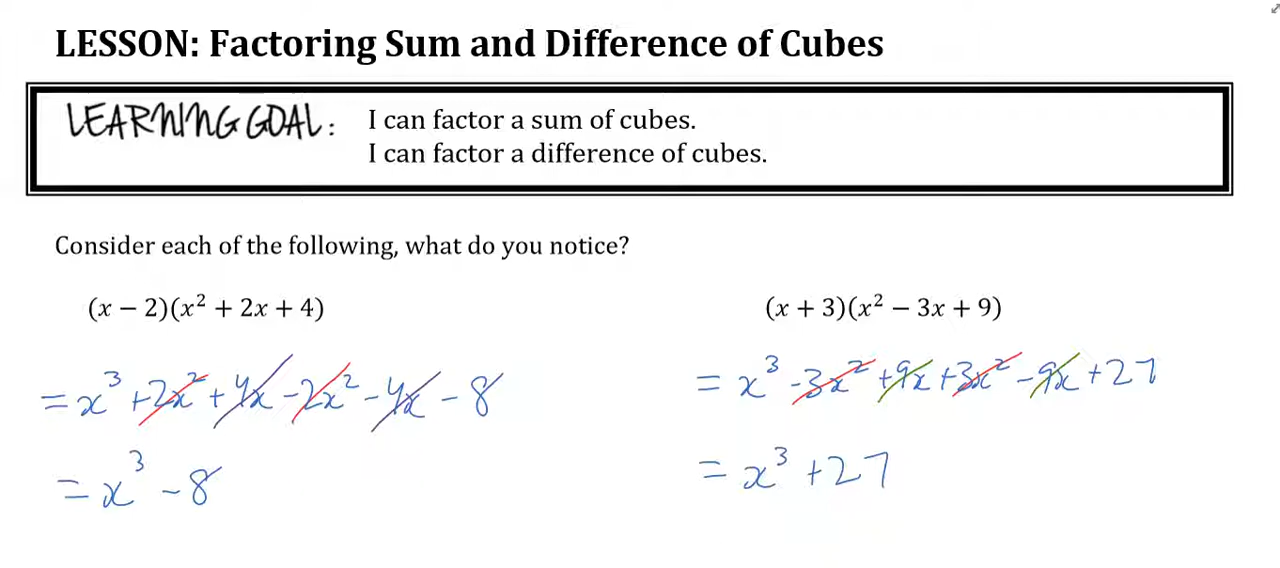 LESSON: Factoring Sum and Difference of Cubes
LEARNING GOAL: I can factor a sum of cubes.
I can factor a difference of cubes.
Consider each of the following, what do you notice?
(x − 2)(x² + 2x + 4)
= x³ + 2x² + 4x − 2x² − 4x − 8
= x³ − 8
(x + 3)(x² − 3x + 9)
= x³ − 3x² + 9x + 3x² − 9x + 27
= x³ + 27